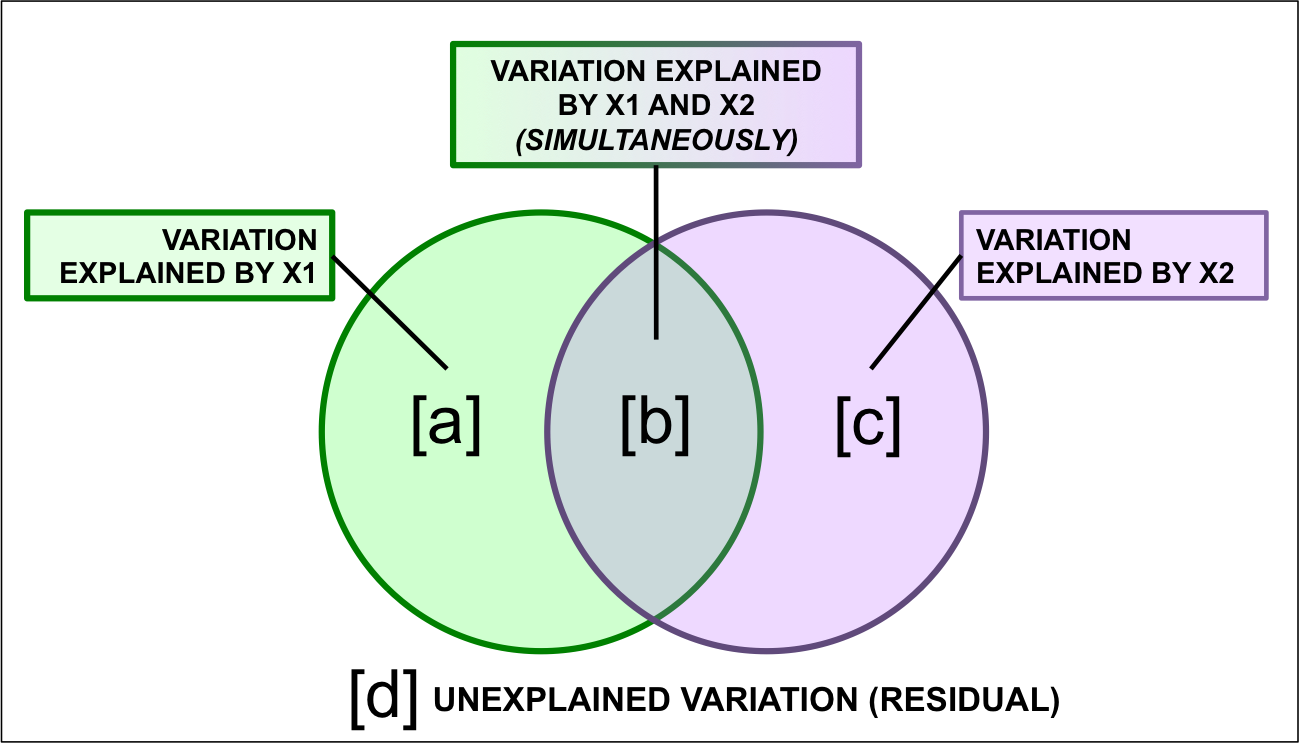 VARIATION EXPLAINED
BY X1 AND X2
(SIMULTANEOUSLY)
VARIATION
EXPLAINED BY X1
VARIATION
EXPLAINED BY X2
[a]
[b]
[c]
[d] UNEXPLAINED VARIATION (RESIDUAL)